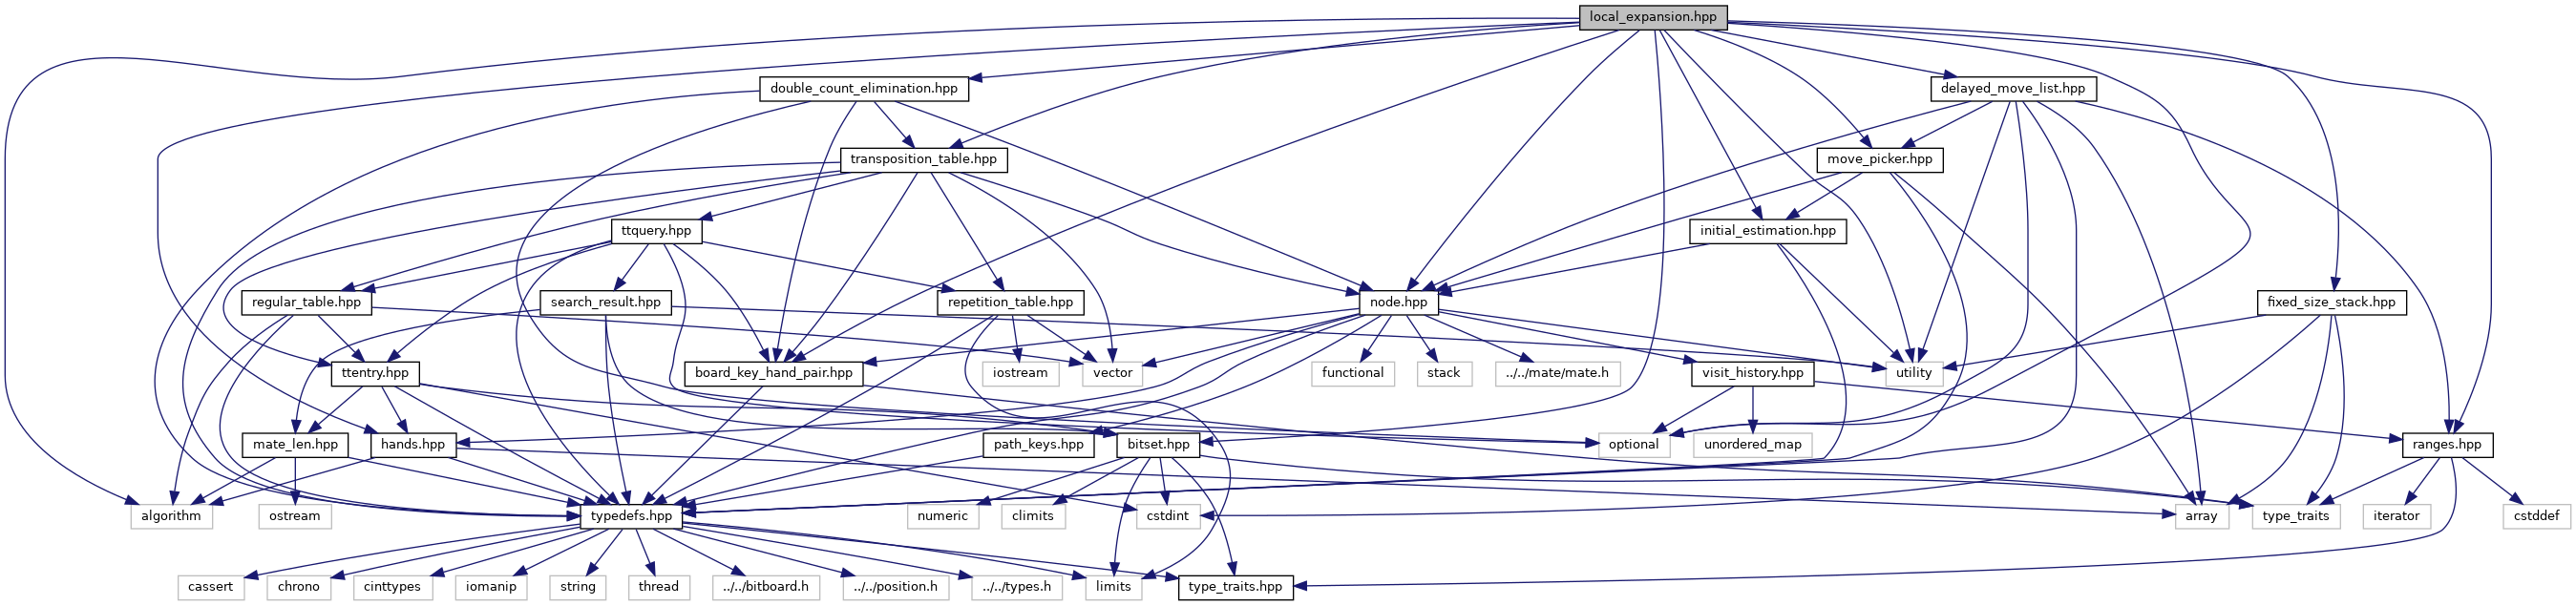 local_expansion.hpp
double_count_elimination.hpp
delayed_move_list.hpp
transposition_table.hpp
move_picker.hpp
ttquery.hpp
initial_estimation.hpp
regular_table.hpp
search_result.hpp
repetition_table.hpp
node.hpp
fixed_size_stack.hpp
ttentry.hpp
board_key_hand_pair.hpp
iostream
vector
functional
stack
../../mate/mate.h
visit_history.hpp
utility
mate_len.hpp
hands.hpp
path_keys.hpp
bitset.hpp
optional
unordered_map
ranges.hpp
algorithm
ostream
typedefs.hpp
numeric
climits
cstdint
array
type_traits
iterator
cstddef
cassert
chrono
cinttypes
iomanip
string
thread
../../bitboard.h
../../position.h
../../types.h
limits
type_traits.hpp